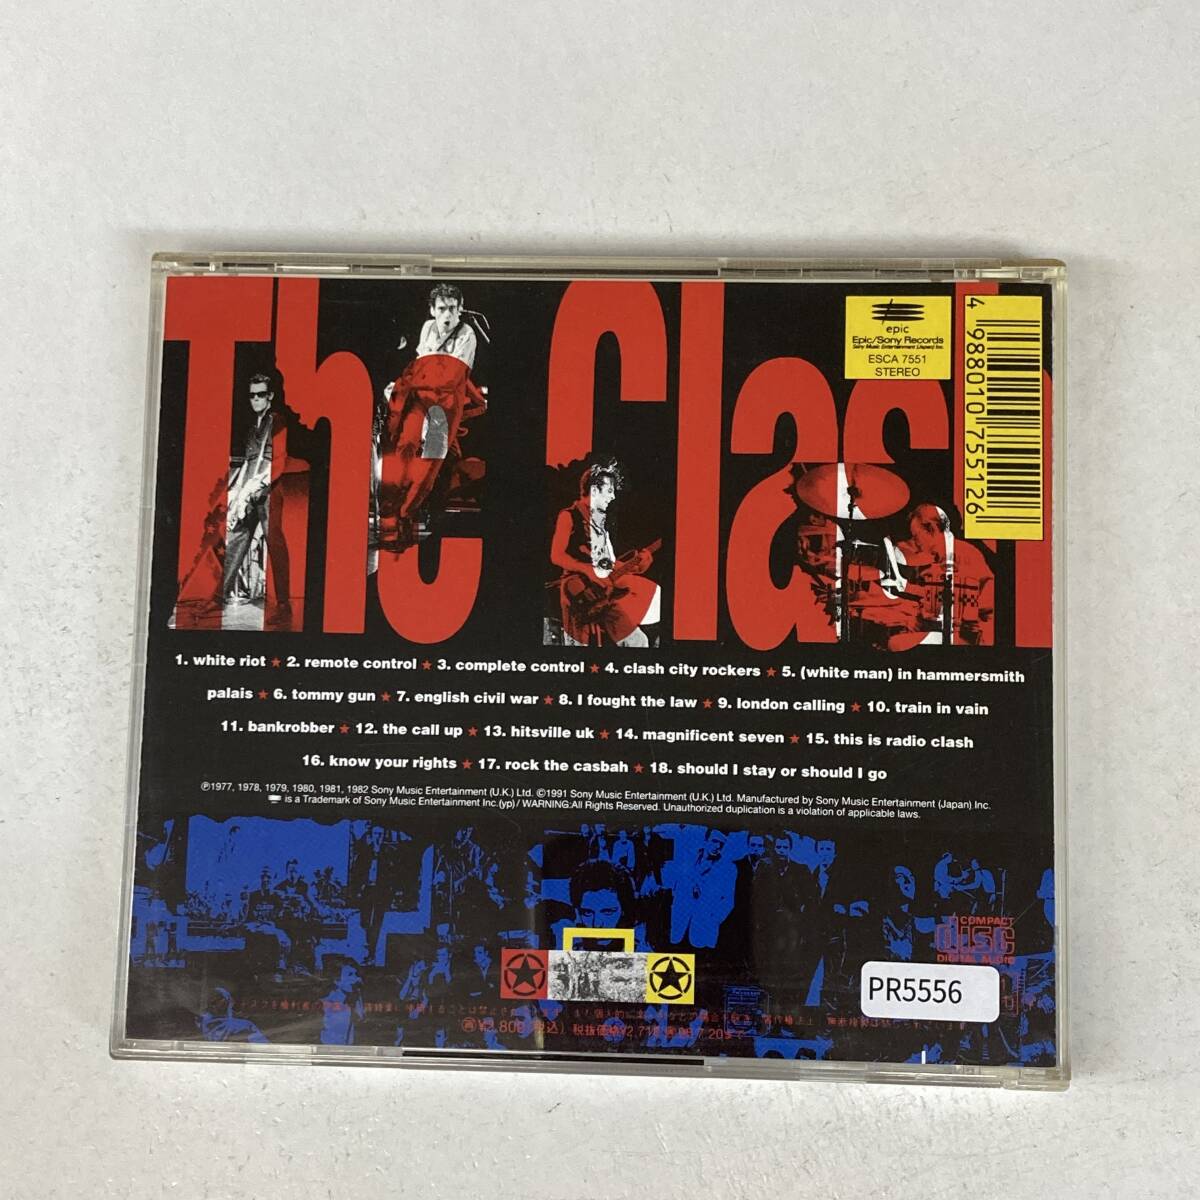 The Clash
epic
Epic/Sony Records
Sony Music Entertainment (Japan) Inc.
ESCA 7551
STEREO
4 988010 755126
1. white riot ★ 2. remote control ★ 3. complete control ★ 4. clash city rockers ★ 5. (white man) in hammersmith
palais ★ 6. tommy gun ★ 7. english civil war ★ 8. I fought the law ★ 9. london calling ★ 10. train in vain
11. bankrobber ★ 12. the call up ★ 13. hitsville uk ★ 14. magnificent seven ★ 15. this is radio clash
16. know your rights ★ 17. rock the casbah ★ 18. should I stay or should I go
℗1977, 1978, 1979, 1980, 1981, 1982 Sony Music Entertainment (U.K.) Ltd. ©1991 Sony Music Entertainment (U.K.) Ltd. Manufactured by Sony Music Entertainment (Japan) Inc.
is a Trademark of Sony Music Entertainment Inc.(yp) / WARNING:All Rights Reserved. Unauthorized duplication is a violation of applicable laws.
COMPACT
disc
DIGITAL AUDIO
PR5556
¥2,800(税込)